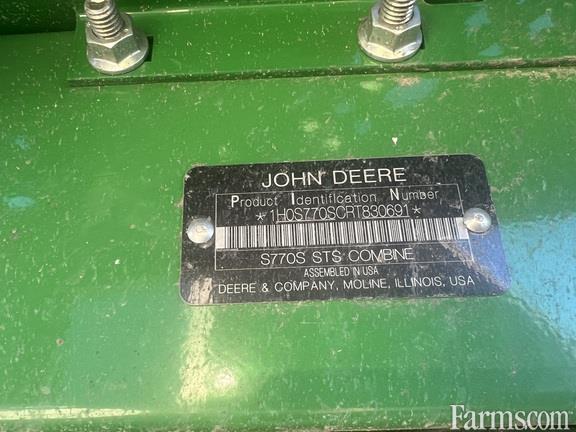 JOHN DEERE
Product Identification Number
*1H0S770SCRT830691*
S770S STS COMBINE
ASSEMBLED IN USA
DEERE & COMPANY, MOLINE, ILLINOIS, USA
Farms.com